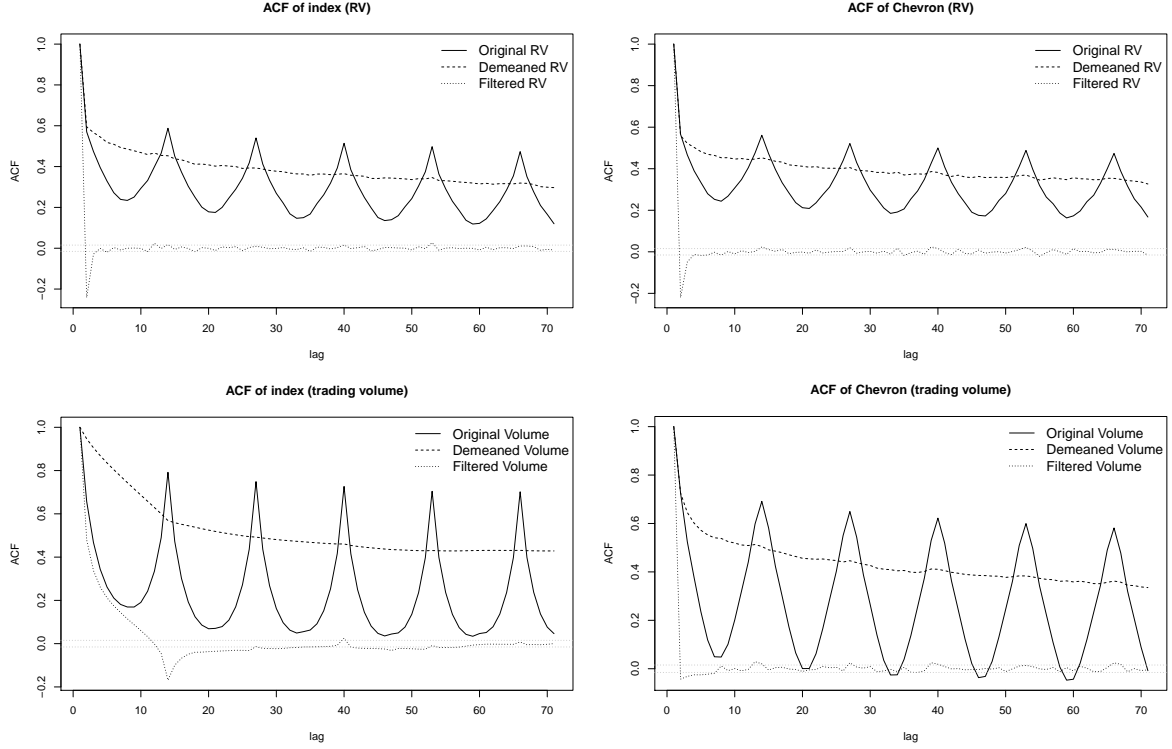 ACF of index (RV)
1.0
0.8
0.6
0.4
0.2
0.0
−0.2
ACF
Original RV
Demeaned RV
Filtered RV
0 10 20 30 40 50 60 70
lag
ACF of Chevron (RV)
1.0
0.8
0.6
0.4
0.2
0.0
−0.2
ACF
Original RV
Demeaned RV
Filtered RV
0 10 20 30 40 50 60 70
lag
ACF of index (trading volume)
1.0
0.8
0.6
0.4
0.2
0.0
−0.2
ACF
Original Volume
Demeaned Volume
Filtered Volume
0 10 20 30 40 50 60 70
lag
ACF of Chevron (trading volume)
1.0
0.8
0.6
0.4
0.2
0.0
ACF
Original Volume
Demeaned Volume
Filtered Volume
0 10 20 30 40 50 60 70
lag